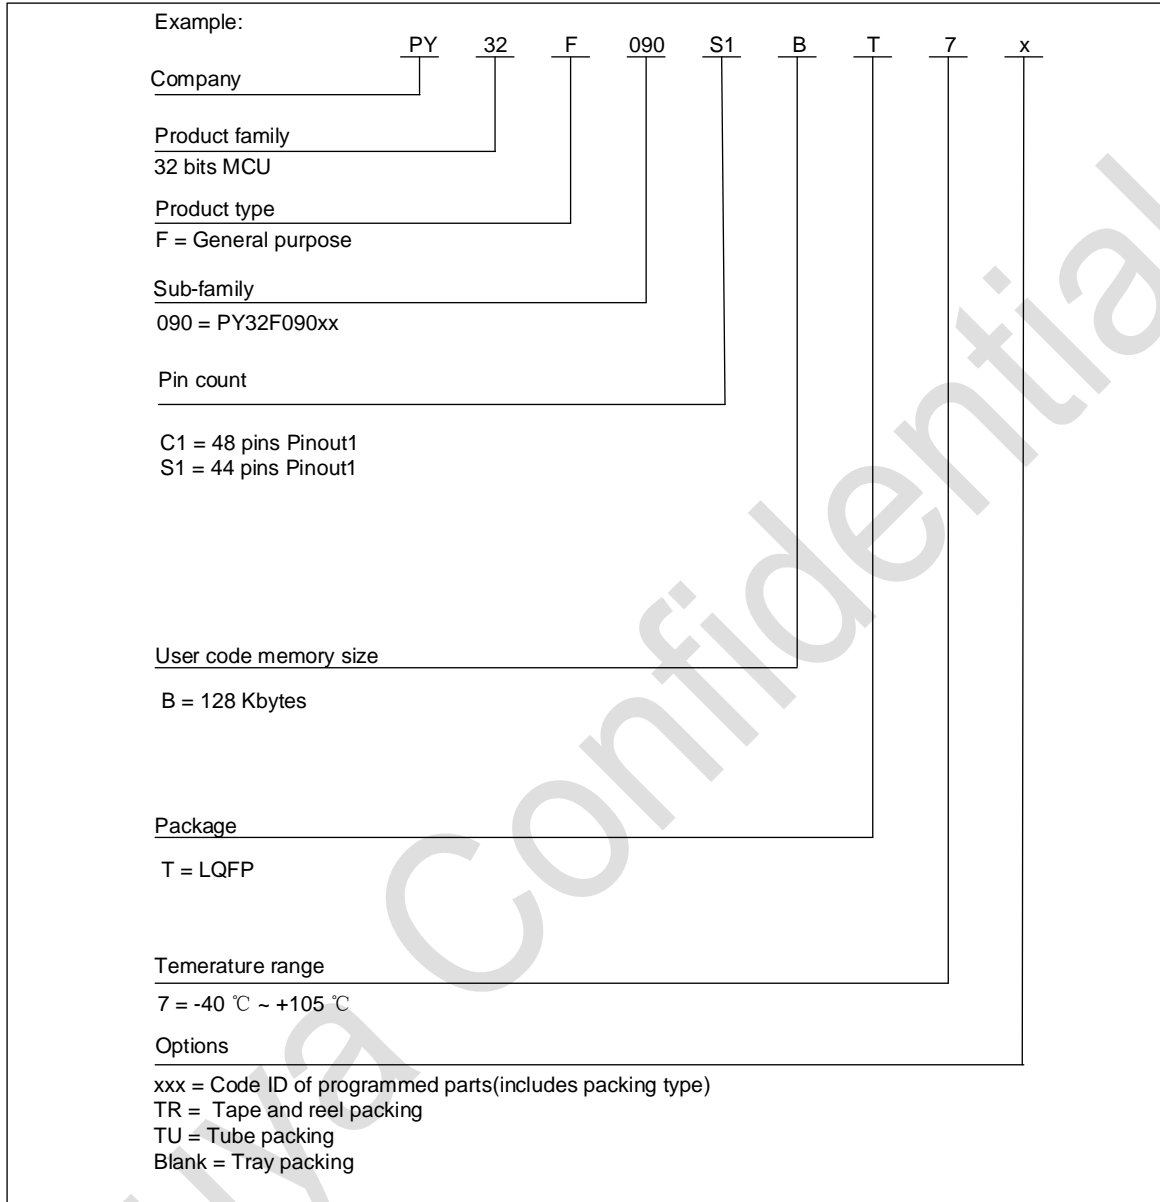 Example:
PY 32 F 090 S1 B T 7 x
Company
Product family
32 bits MCU
Product type
F = General purpose
Sub-family
090 = PY32F090xx
Pin count
C1 = 48 pins Pinout1
S1 = 44 pins Pinout1
User code memory size
B = 128 Kbytes
Package
T = LQFP
Temerature range
7 = -40 ℃ ~ +105 ℃
Options
xxx = Code ID of programmed parts(includes packing type)
TR = Tape and reel packing
TU = Tube packing
Blank = Tray packing
uya Confidential